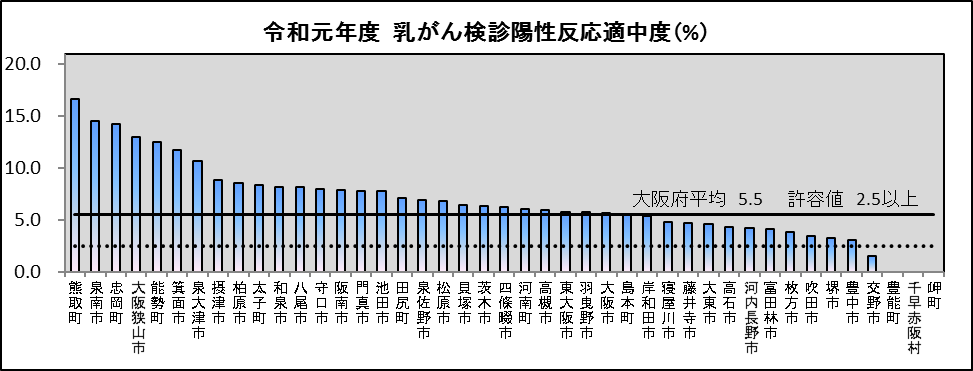 令和元年度 乳がん検診陽性反応適中度(%)
20.0
15.0
10.0
5.0
0.0
大阪府平均 5.5 許容値 2.5以上
熊取町
泉南市
忠岡町
大阪狭山市
能勢町
箕面市
泉大津市
摂津市
柏原市
太子町
和泉市
八尾市
守口市
阪南市
門真市
池田市
田尻町
泉佐野市
松原市
貝塚市
茨木市
四條畷市
河南町
高槻市
東大阪市
羽曳野市
大阪市
島本町
岸和田市
寝屋川市
藤井寺市
大東市
高石市
河内長野市
富田林市
枚方市
吹田市
堺市
豊中市
交野市
豊能町
千早赤阪村
岬町